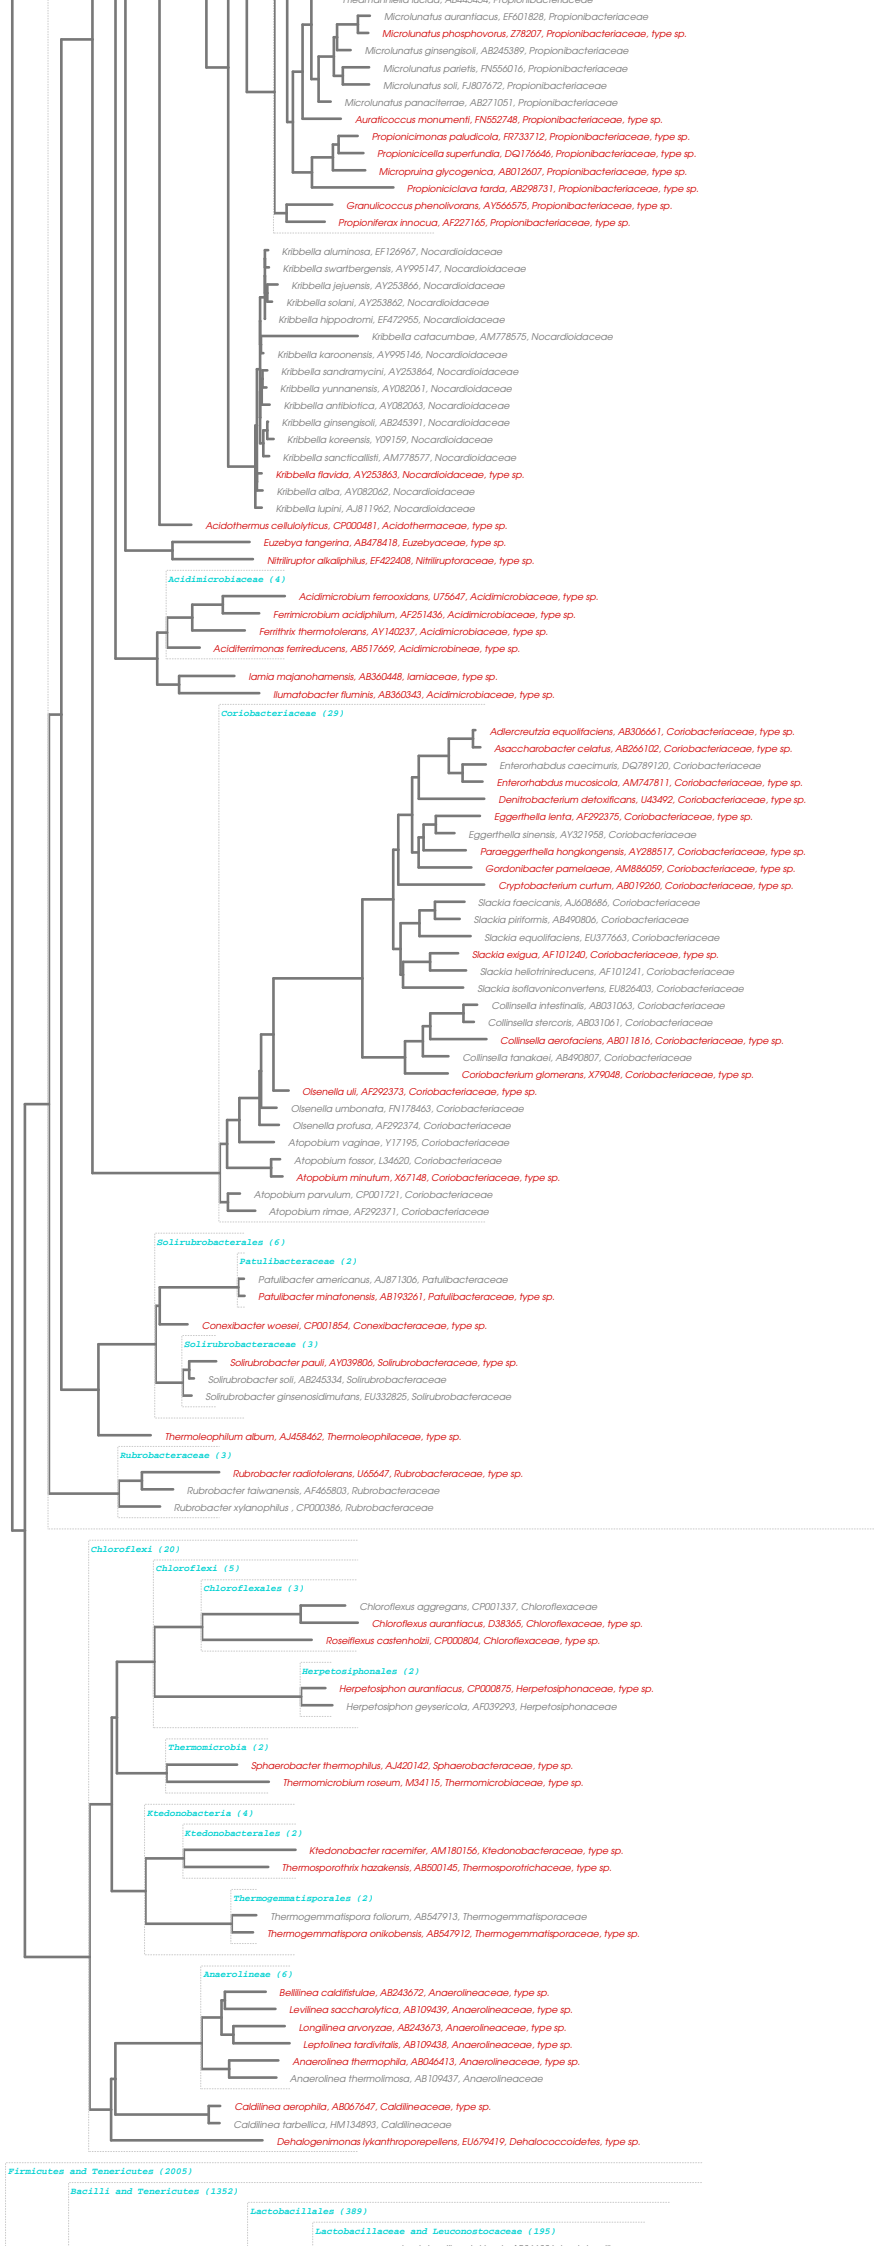 Microlunatus aurantiacus, EF601828, Propionibacteriaceae
Microlunatus phosphovorus, Z78207, Propionibacteriaceae, type sp.
Microlunatus ginsengisoli, AB245389, Propionibacteriaceae
Microlunatus parietis, FN556016, Propionibacteriaceae
Microlunatus soli, FJ807672, Propionibacteriaceae
Microlunatus panaciterrae, AB271051, Propionibacteriaceae
Auraticoccus monumenti, FN552748, Propionibacteriaceae, type sp.
Propionicimonas paludicola, FR733712, Propionibacteriaceae, type sp.
Propionicicella superfundia, DQ176646, Propionibacteriaceae, type sp.
Micropruina glycogenica, AB012607, Propionibacteriaceae, type sp.
Propioniciclava tarda, AB298731, Propionibacteriaceae, type sp.
Granulicoccus phenolivorans, AY566575, Propionibacteriaceae, type sp.
Propioniferax innocua, AF227165, Propionibacteriaceae, type sp.
Kribbella aluminosa, EF126967, Nocardioidaceae
Kribbella swartbergensis, AY995147, Nocardioidaceae
Kribbella jejuensis, AY253866, Nocardioidaceae
Kribbella solani, AY253862, Nocardioidaceae
Kribbella hippodromi, EF472955, Nocardioidaceae
Kribbella catacumbae, AM778575, Nocardioidaceae
Kribbella karoonensis, AY995146, Nocardioidaceae
Kribbella sandramycini, AY253864, Nocardioidaceae
Kribbella yunnanensis, AY082061, Nocardioidaceae
Kribbella antibiotica, AY082063, Nocardioidaceae
Kribbella ginsengisoli, AB245391, Nocardioidaceae
Kribbella koreensis, Y09159, Nocardioidaceae
Kribbella sancticallisti, AM778577, Nocardioidaceae
Kribbella flavida, AY253863, Nocardioidaceae, type sp.
Kribbella alba, AY082062, Nocardioidaceae
Kribbella lupini, AJ811962, Nocardioidaceae
Acidothermus cellulolyticus, CP000481, Acidothermaceae, type sp.
Euzebya tangerina, AB478418, Euzebyaceae, type sp.
Nitriliruptor alkaliphilus, EF422408, Nitriliruptoraceae, type sp.
Acidimicrobiaceae (4)
Acidimicrobium ferrooxidans, U75647, Acidimicrobiaceae, type sp.
Ferrimicrobium acidiphilum, AF251436, Acidimicrobiaceae, type sp.
Ferrithrix thermotolerans, AY140237, Acidimicrobiaceae, type sp.
Aciditerrimonas ferrireducens, AB517669, Acidimicrobineae, type sp.
Iamia majanohamensis, AB360448, Iamiaceae, type sp.
Ilumatobacter fluminis, AB360343, Acidimicrobiaceae, type sp.
Coriobacteriaceae (29)
Adlercreutzia equolifaciens, AB306661, Coriobacteriaceae, type sp.
Asaccharobacter celatus, AB266102, Coriobacteriaceae, type sp.
Enterorhabdus caecimuris, DQ789120, Coriobacteriaceae
Enterorhabdus mucosicola, AM747811, Coriobacteriaceae, type sp.
Denitrobacterium detoxificans, U43492, Coriobacteriaceae, type sp.
Eggerthella lenta, AF292375, Coriobacteriaceae, type sp.
Eggerthella sinensis, AY321958, Coriobacteriaceae
Paraeggerthella hongkongensis, AY288517, Coriobacteriaceae, type sp.
Gordonibacter pamelaeae, AM886059, Coriobacteriaceae, type sp.
Cryptobacterium curtum, AB019260, Coriobacteriaceae, type sp.
Slackia faecicanis, AJ608686, Coriobacteriaceae
Slackia piriformis, AB490806, Coriobacteriaceae
Slackia equolifaciens, EU377663, Coriobacteriaceae
Slackia exigua, AF101240, Coriobacteriaceae, type sp.
Slackia heliotrinireducens, AF101241, Coriobacteriaceae
Slackia isoflavoniconvertens, EU826403, Coriobacteriaceae
Collinsella intestinalis, AB031063, Coriobacteriaceae
Collinsella stercoris, AB031061, Coriobacteriaceae
Collinsella aerofaciens, AB011816, Coriobacteriaceae, type sp.
Collinsella tanakaei, AB490807, Coriobacteriaceae
Coriobacterium glomerans, X79048, Coriobacteriaceae, type sp.
Olsenella uli, AF292373, Coriobacteriaceae, type sp.
Olsenella umbonata, FN178463, Coriobacteriaceae
Olsenella profusa, AF292374, Coriobacteriaceae
Atopobium vaginae, Y17195, Coriobacteriaceae
Atopobium fossor, L34620, Coriobacteriaceae
Atopobium minutum, X67148, Coriobacteriaceae, type sp.
Atopobium parvulum, CP001721, Coriobacteriaceae
Atopobium rimae, AF292371, Coriobacteriaceae
Solirubrobacterales (6)
Patulibacteraceae (2)
Patulibacter americanus, AJ871306, Patulibacteraceae
Patulibacter minatonensis, AB193261, Patulibacteraceae, type sp.
Conexibacter woesei, CP001854, Conexibacteraceae, type sp.
Solirubrobacteraceae (3)
Solirubrobacter pauli, AY039806, Solirubrobacteraceae, type sp.
Solirubrobacter soli, AB245334, Solirubrobacteraceae
Solirubrobacter ginsenosidimutans, EU332825, Solirubrobacteraceae
Thermoleophilum album, AJ458462, Thermoleophilaceae, type sp.
Rubrobacteraceae (3)
Rubrobacter radiotolerans, U65647, Rubrobacteraceae, type sp.
Rubrobacter taiwanensis, AF465803, Rubrobacteraceae
Rubrobacter xylanophilus , CP000386, Rubrobacteraceae
Chloroflexi (20)
Chloroflexi (5)
Chloroflexales (3)
Chloroflexus aggregans, CP001337, Chloroflexaceae
Chloroflexus aurantiacus, D38365, Chloroflexaceae, type sp.
Roseiflexus castenholzii, CP000804, Chloroflexaceae, type sp.
Herpetosiphonales (2)
Herpetosiphon aurantiacus, CP000875, Herpetosiphonaceae, type sp.
Herpetosiphon geysericola, AF039293, Herpetosiphonaceae
Thermomicrobia (2)
Sphaerobacter thermophilus, AJ420142, Sphaerobacteraceae, type sp.
Thermomicrobium roseum, M34115, Thermomicrobiaceae, type sp.
Ktedonobacteria (4)
Ktedonobacterales (2)
Ktedonobacter racemifer, AM180156, Ktedonobacteraceae, type sp.
Thermosporothrix hazakensis, AB500145, Thermosporotrichaceae, type sp.
Thermogemmatisporales (2)
Thermogemmatispora foliorum, AB547913, Thermogemmatisporaceae
Thermogemmatispora onikobensis, AB547912, Thermogemmatisporaceae, type sp.
Anaerolineae (6)
Bellilinea caldifistulae, AB243672, Anaerolineaceae, type sp.
Levilinea saccharolytica, AB109439, Anaerolineaceae, type sp.
Longilinea arvoryzae, AB243673, Anaerolineaceae, type sp.
Leptolinea tardivitalis, AB109438, Anaerolineaceae, type sp.
Anaerolinea thermophila, AB046413, Anaerolineaceae, type sp.
Anaerolinea thermolimosa, AB109437, Anaerolineaceae
Caldilinea aerophila, AB067647, Caldilineaceae, type sp.
Caldilinea tarbellica, HM134893, Caldilineaceae
Dehalogenimonas lykanthroporepellens, EU679419, Dehalococcoidetes, type sp.
Firmicutes and Tenericutes (2005)
Bacilli and Tenericutes (1352)
Lactobacillales (389)
Lactobacillaceae and Leuconostocaceae (195)